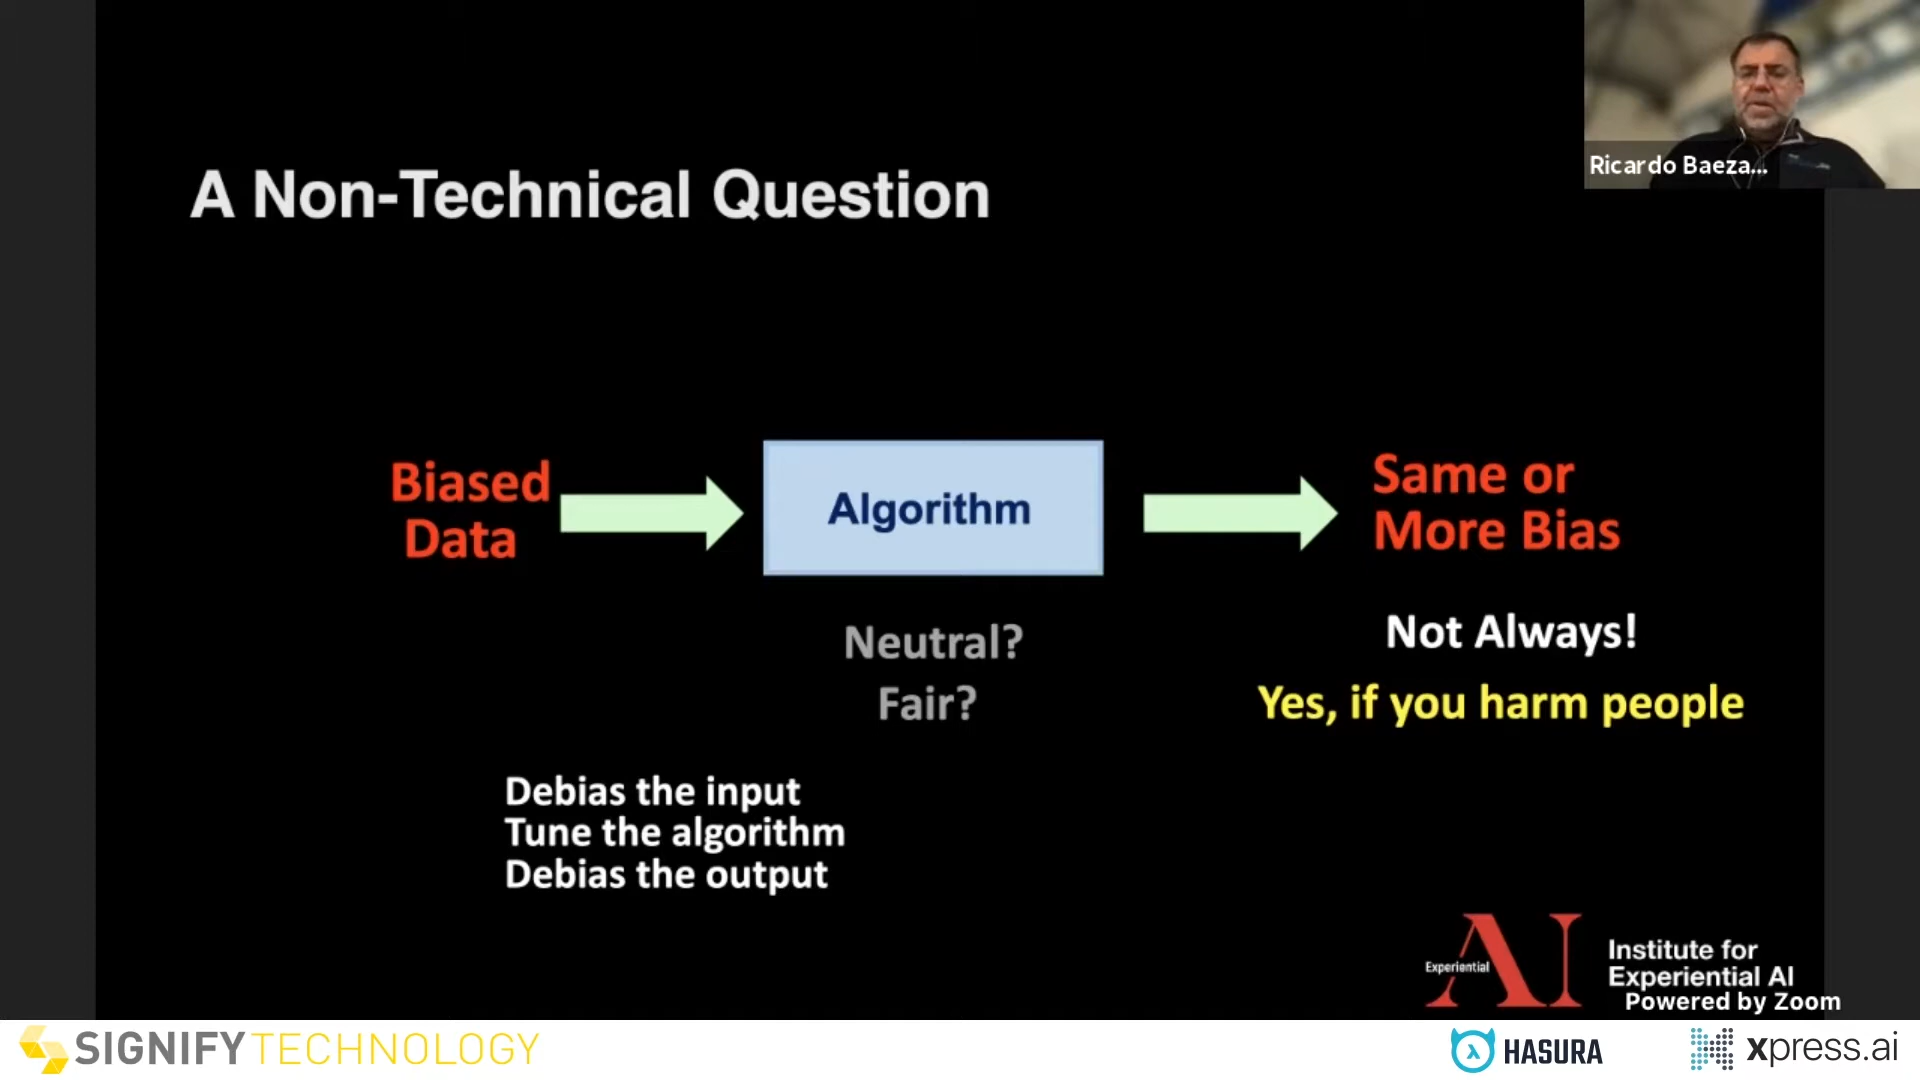 Ricardo Baeza...
A Non-Technical Question
Biased
Data
Algorithm
Same or
More Bias
Neutral?
Fair?
Not Always!
Yes, if you harm people
Debias the input
Tune the algorithm
Debias the output
Experiential
AI
Institute for
Experiential AI
Powered by Zoom
SIGNIFY TECHNOLOGY
HASURA
xpress.ai